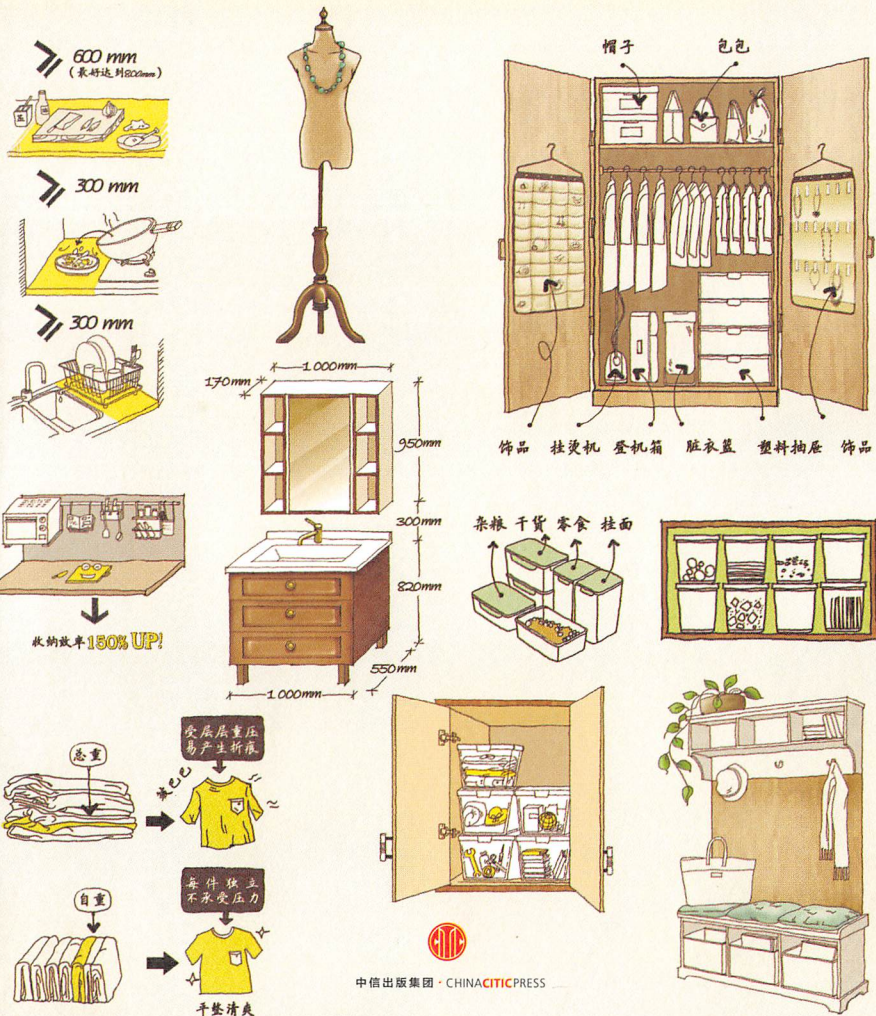 ≥ 600 mm
(最好达到800mm)
≥ 300 mm
≥ 300 mm
收纳效率150% UP!
1000mm
170mm
950mm
300mm
820mm
550mm
1000mm
帽子 包包
饰品 挂烫机 登机箱 脏衣篮 塑料抽屉 饰品
杂粮 干货 零食 挂面
总重
受层层重压
易产生折痕
皱巴巴
自重
每件独立
不承受压力
平整清爽
CITIC
中信出版集团·CHINACITICPRESS